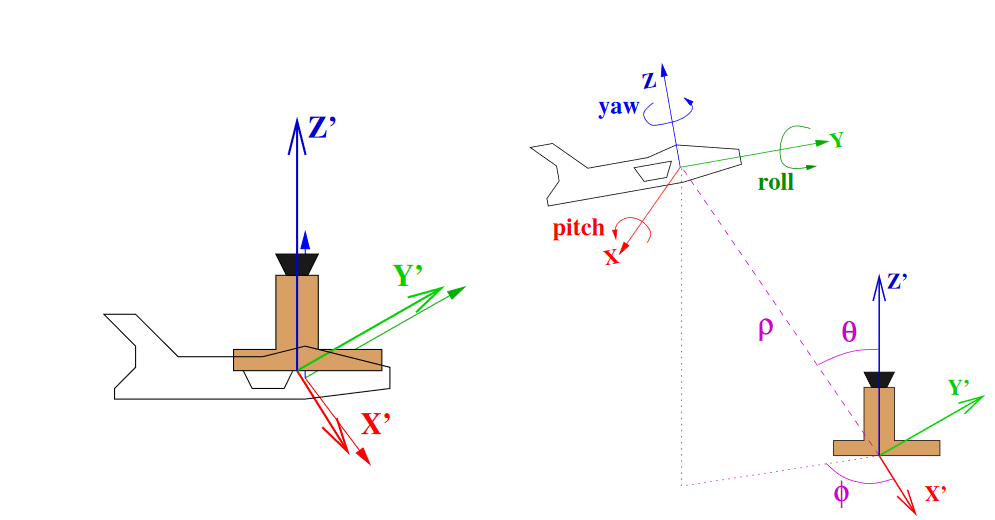 Z’
Y’
X’
Z
yaw
Y
roll
pitch
X
ρ
θ
Z’
Y’
ϕ
X’